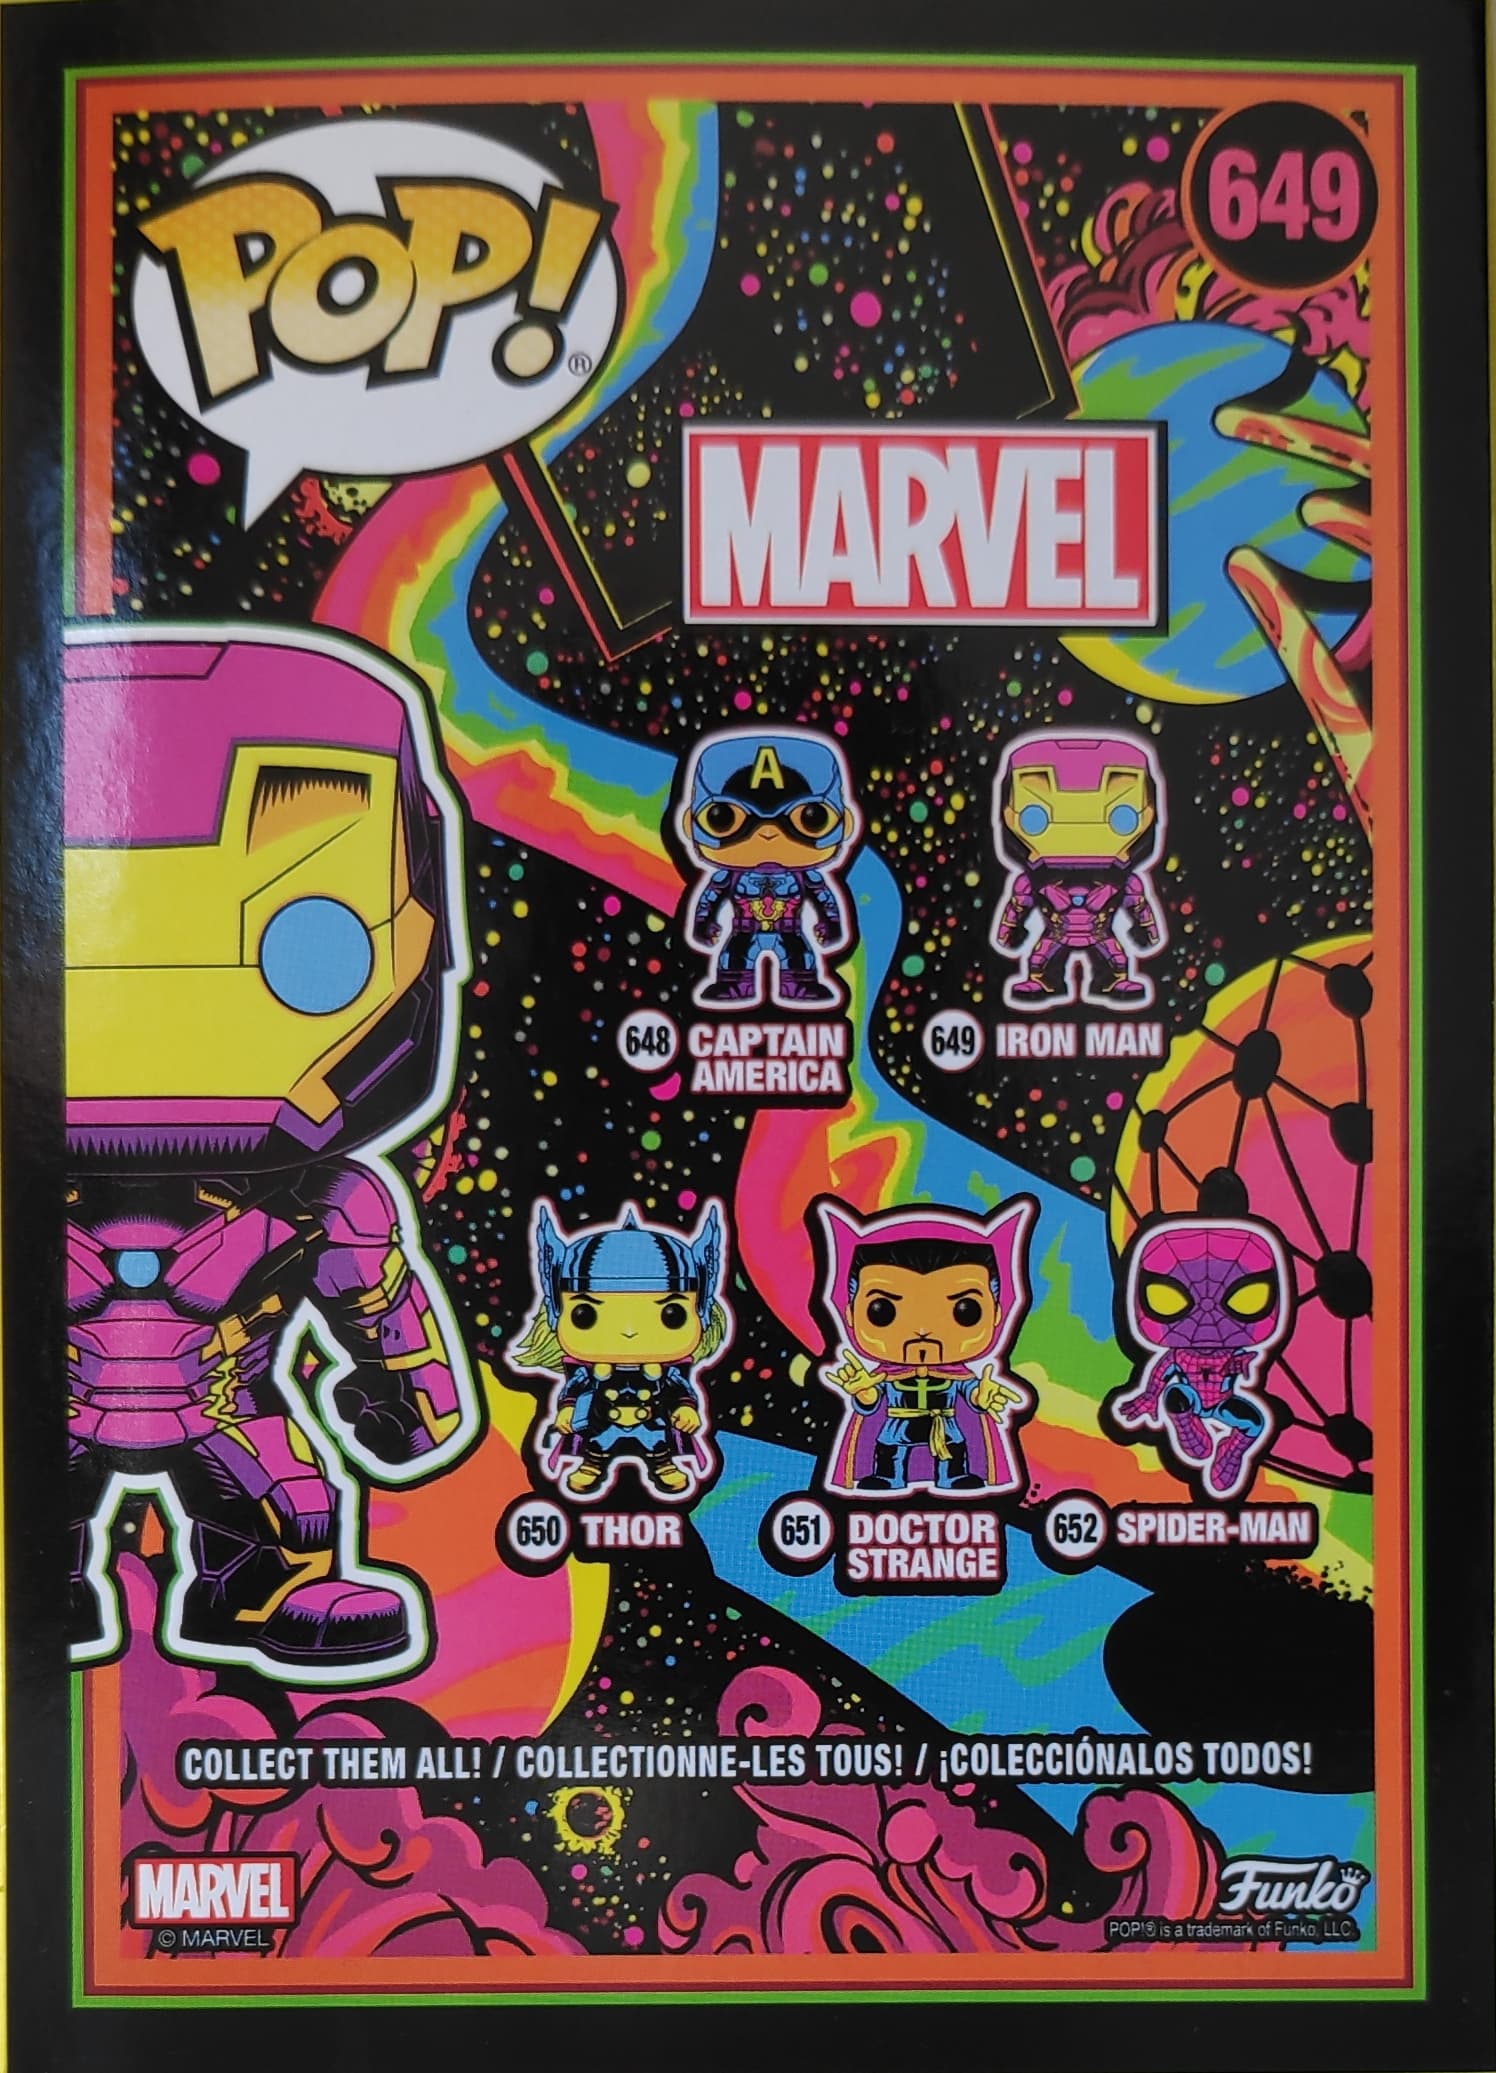 POP!®
649
MARVEL
A
648 CAPTAIN
AMERICA
649 IRON MAN
650 THOR
651 DOCTOR
STRANGE
652 SPIDER-MAN
COLLECT THEM ALL! / COLLECTIONNE-LES TOUS! / ¡COLECCIÓNALOS TODOS!
MARVEL
© MARVEL
Funko
POP!® is a trademark of Funko, LLC.